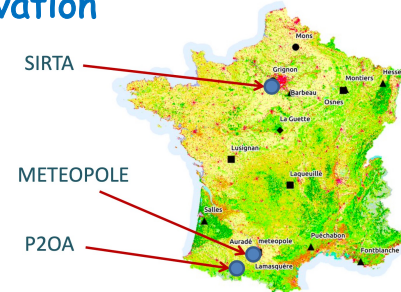 vation
SIRTA
METEOPOLE
P2OA
Mons
Grignon
Barbeau
Montiers
Hesse
Osnes
La Guette
Lusignan
Laqueuille
Salles
Auradé
meteopole
Lamasquère
Puéchabon
Fontblanche